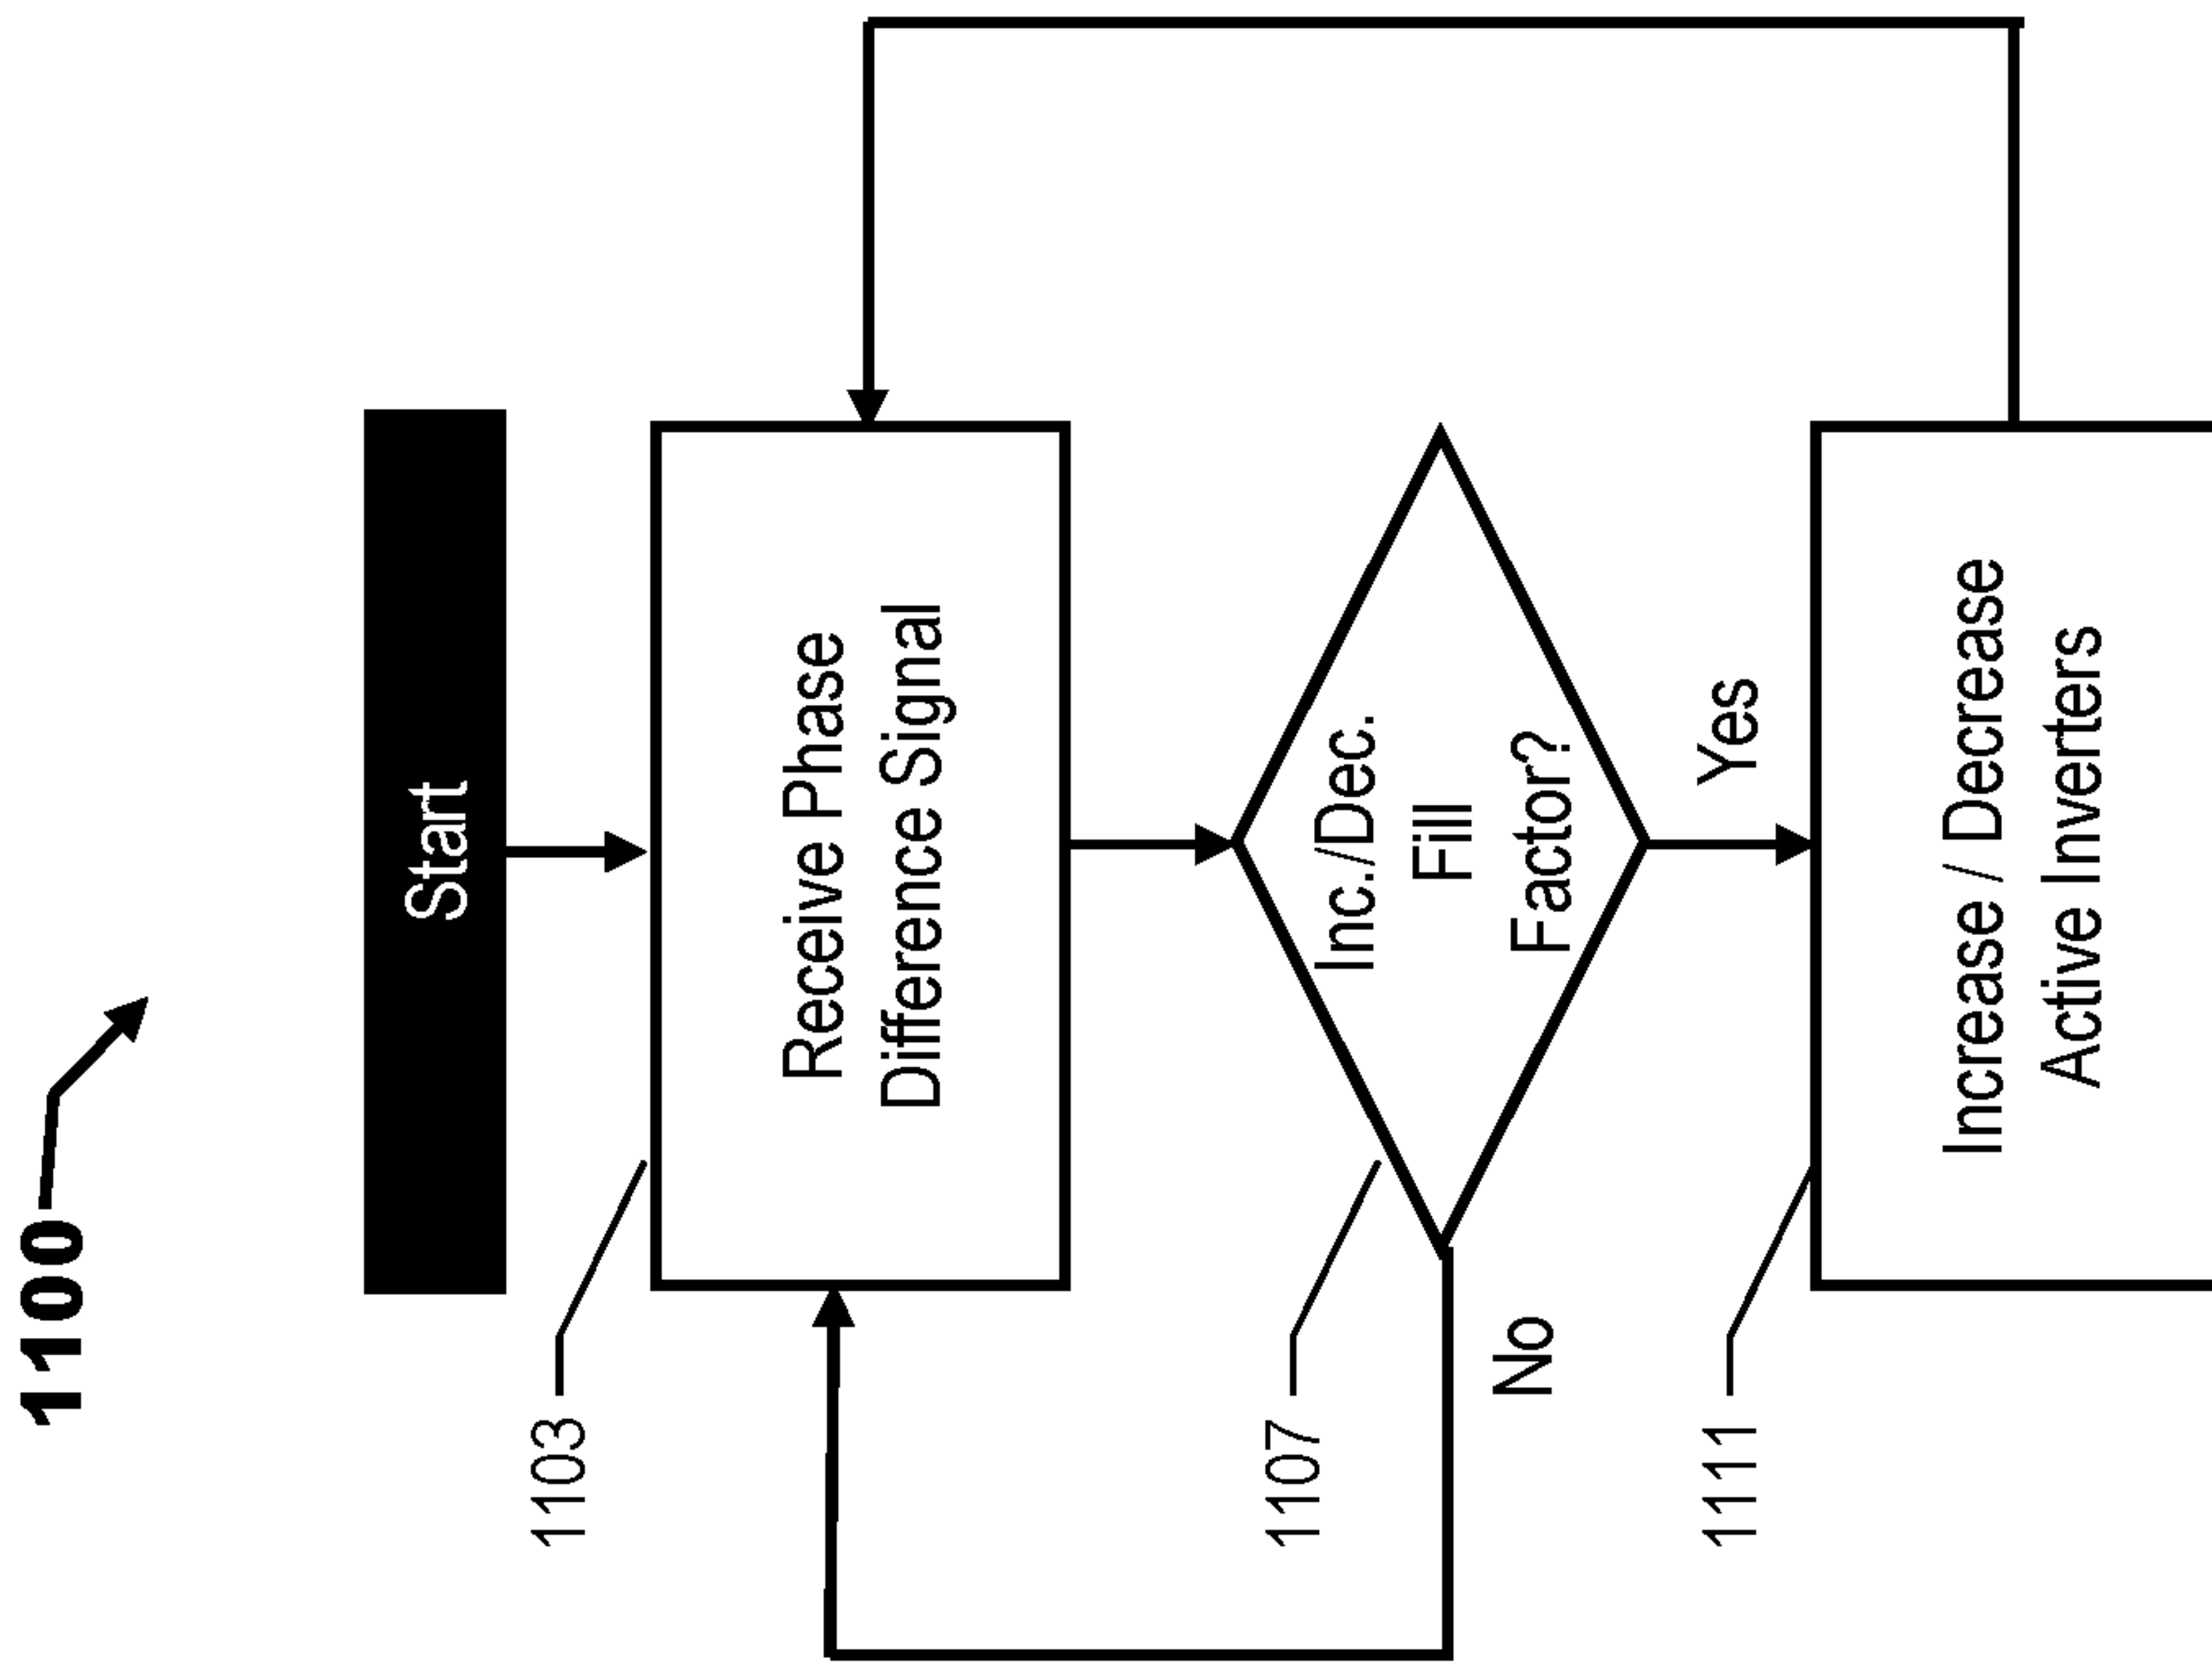 1100
Start
1103
Receive Phase
Difference Signal
1107
Inc./Dec.
Fill
Factor?
No
Yes
1111
Increase / Decrease
Active Inverters